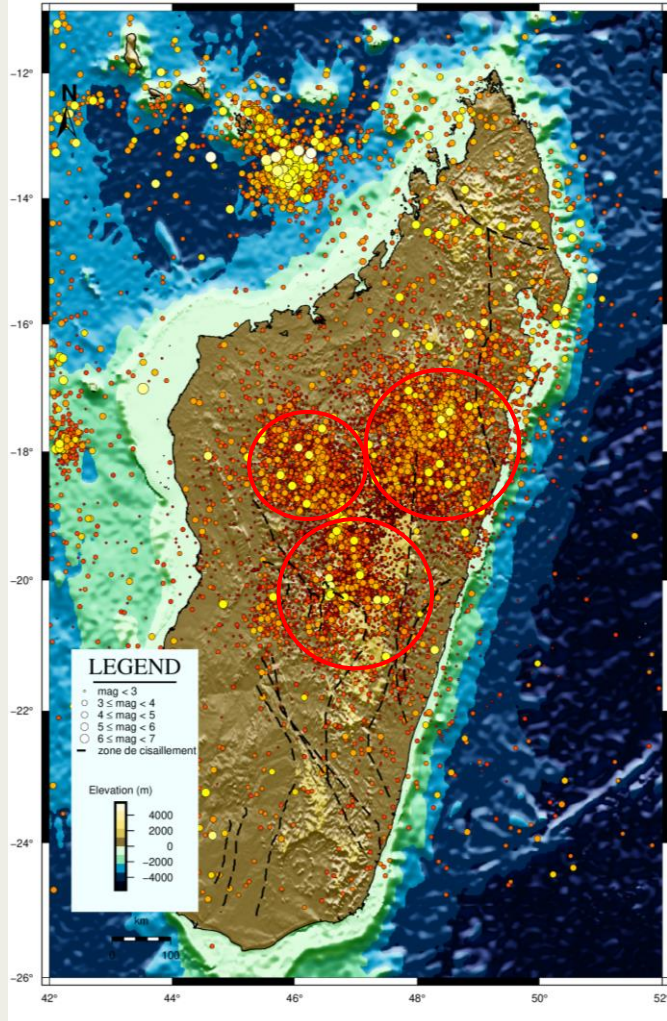 N
−12°
−14°
−16°
−18°
−20°
−22°
−24°
−26°
LEGEND
mag < 3
3 ≤ mag < 4
4 ≤ mag < 5
5 ≤ mag < 6
6 ≤ mag < 7
zone de cisaillement
Elevation (m)
4000
2000
0
−2000
−4000
km
0 100
42° 44° 46° 48° 50° 52°